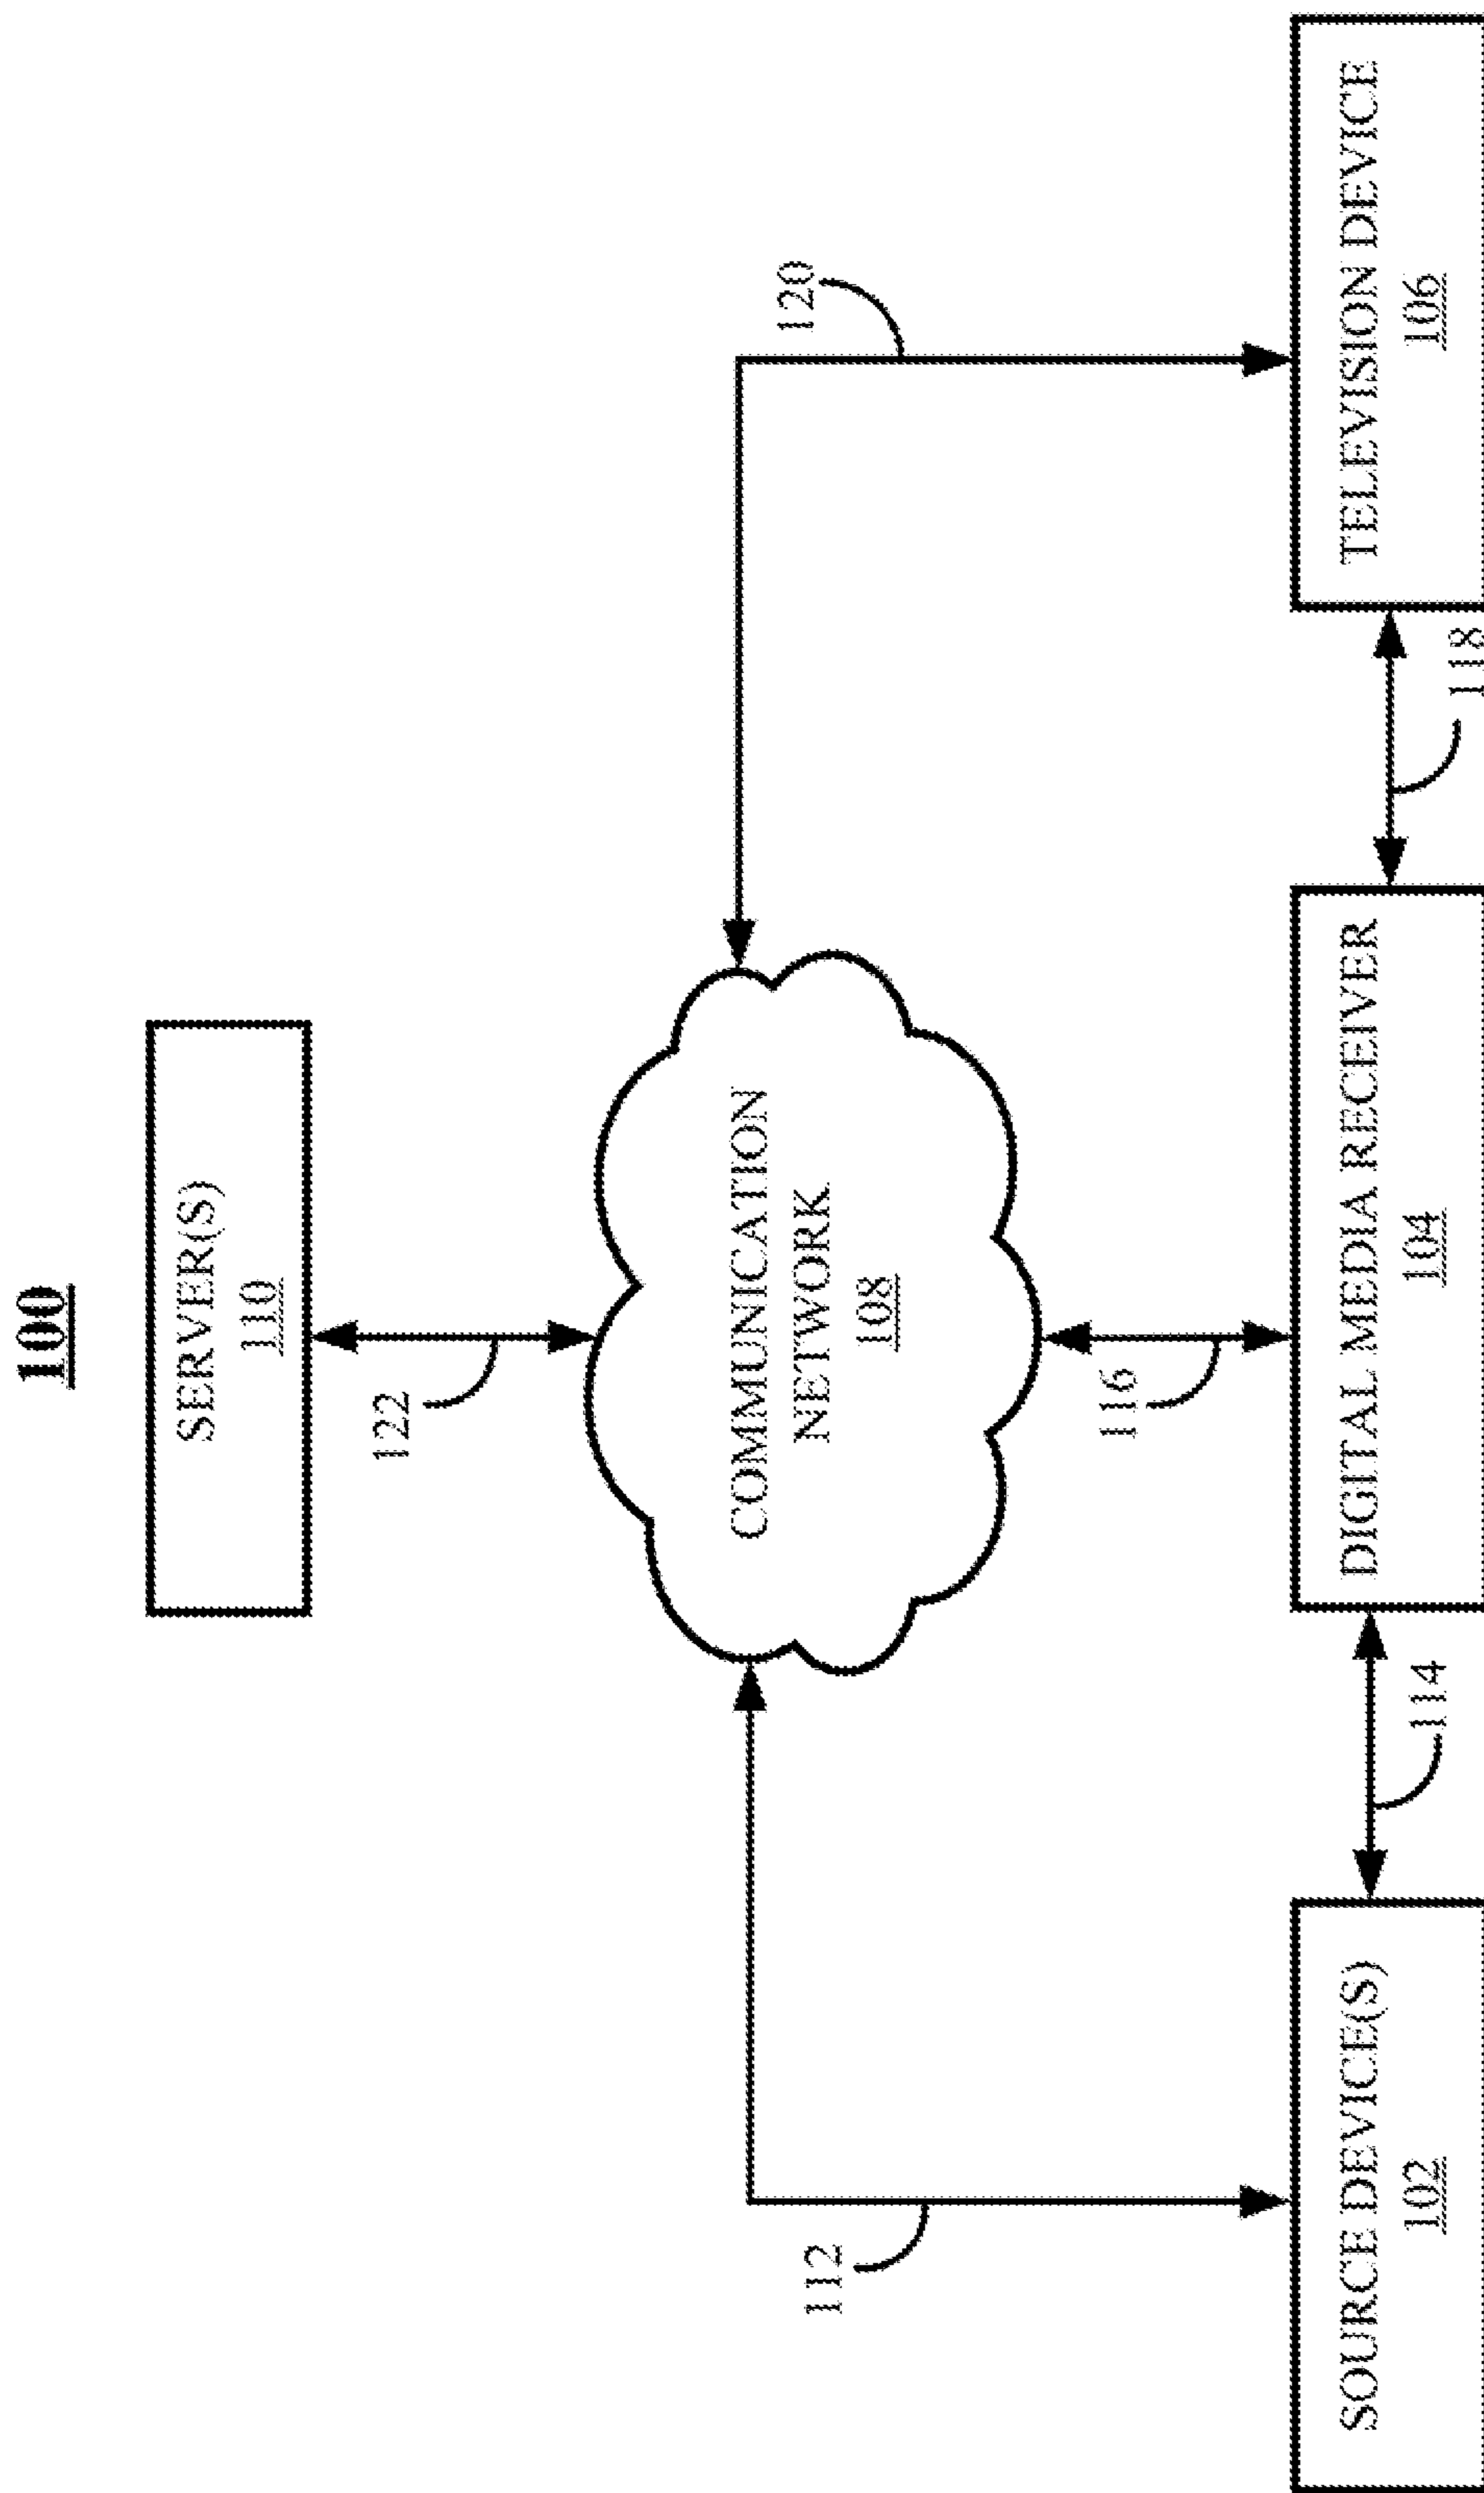 100
SERVER(S)
110
122
COMMUNICATION
NETWORK
108
112
120
116
SOURCE DEVICE(S)
102
114
DIGITAL MEDIA RECEIVER
104
118
TELEVISION DEVICE
106